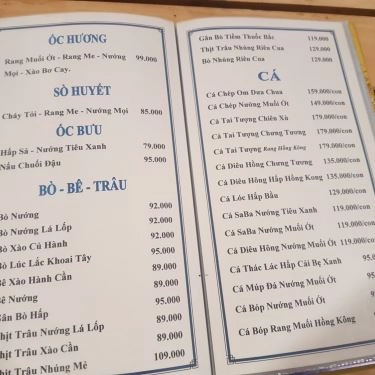 ỐC HƯƠNG
Rang Muối Ớt - Rang Me - Nướng 99.000
Mọi - Xào Bơ Cay.
SÒ HUYẾT
Cháy Tỏi - Rang Me - Nướng Mọi 85.000
ỐC BƯU
Hấp Sả - Nướng Tiêu Xanh 79.000
Nấu Chuối Đậu 95.000
BÒ - BÊ - TRÂU
Bò Nướng 92.000
Bò Nướng Lá Lốp 92.000
Bò Xào Củ Hành 92.000
Bò Lúc Lắc Khoai Tây 95.000
Bê Xào Hành Cần 89.000
Bê Nướng 89.000
Gân Bò Hấp 95.000
Thịt Trâu Nướng Lá Lốp 89.000
Thịt Trâu Xào Cần 89.000
Thịt Trâu Nhúng Mẻ 109.000
Gân Bò Tiềm Thuốc Bắc 119.000
Thịt Trâu Nhúng Riêu Cua 129.000
Bò Nhúng Riêu Cua 129.000
CÁ
Cá Chép Om Dưa Chua 159.000/con
Cá Chép Nướng Muối Ớt 149.000/con
Cá Tai Tượng Chiên Xù 179.000/con
Cá Tai Tượng Chưng Tương 179.000/con
Cá Tai Tượng Rang Hồng Kông 179.000/con
Cá Diêu Hồng Chưng Tương 135.000/con
Cá Diêu Hồng Hấp Hồng Kong 135.000/con
Cá Lóc Hấp Bầu 129.000/con
Cá SaBa Nướng Tiêu Xanh 119.000/con
Cá SaBa Nướng Muối Ớt 119.000/con
Cá Diêu Hồng Nướng Muối Ớt 119.000/con
Cá Thác Lác Hấp Cải Bẹ Xanh
Cá Múp Đá Nướng Muối Ớt
Cá Bóp Nướng Muối Ớt
Cá Bóp Rang Muối Hồng Kông